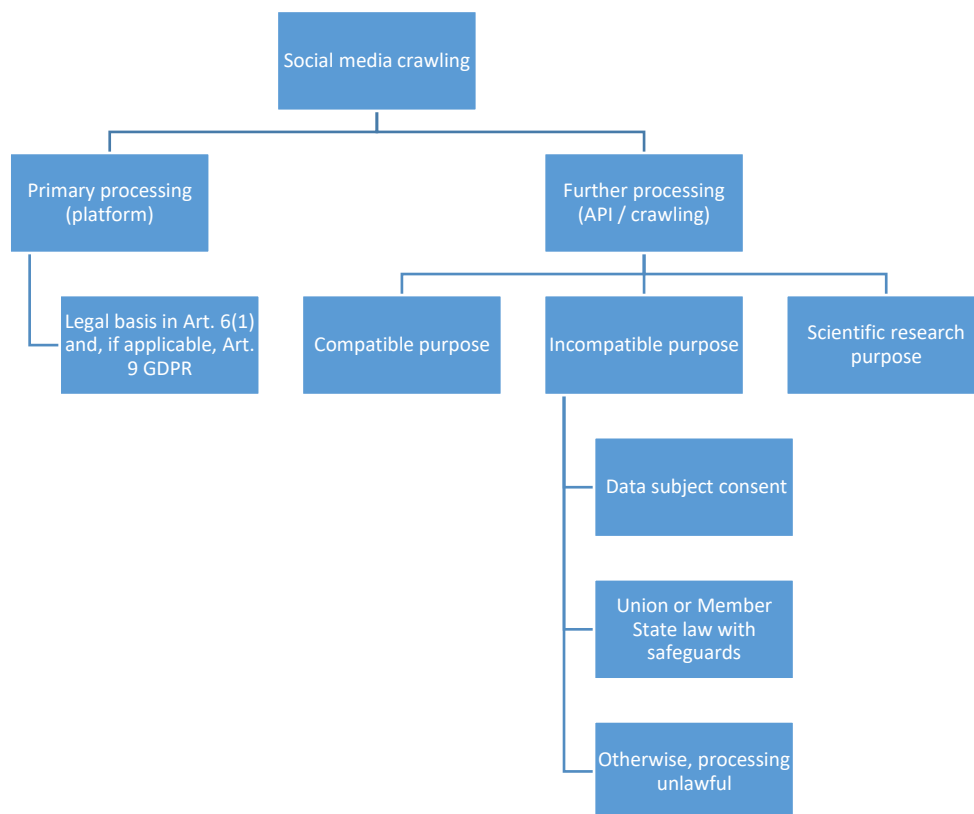 Social media crawling
Primary processing
(platform)
Further processing
(API / crawling)
Legal basis in Art. 6(1)
and, if applicable, Art.
9 GDPR
Compatible purpose
Incompatible purpose
Scientific research
purpose
Data subject consent
Union or Member
State law with
safeguards
Otherwise, processing
unlawful